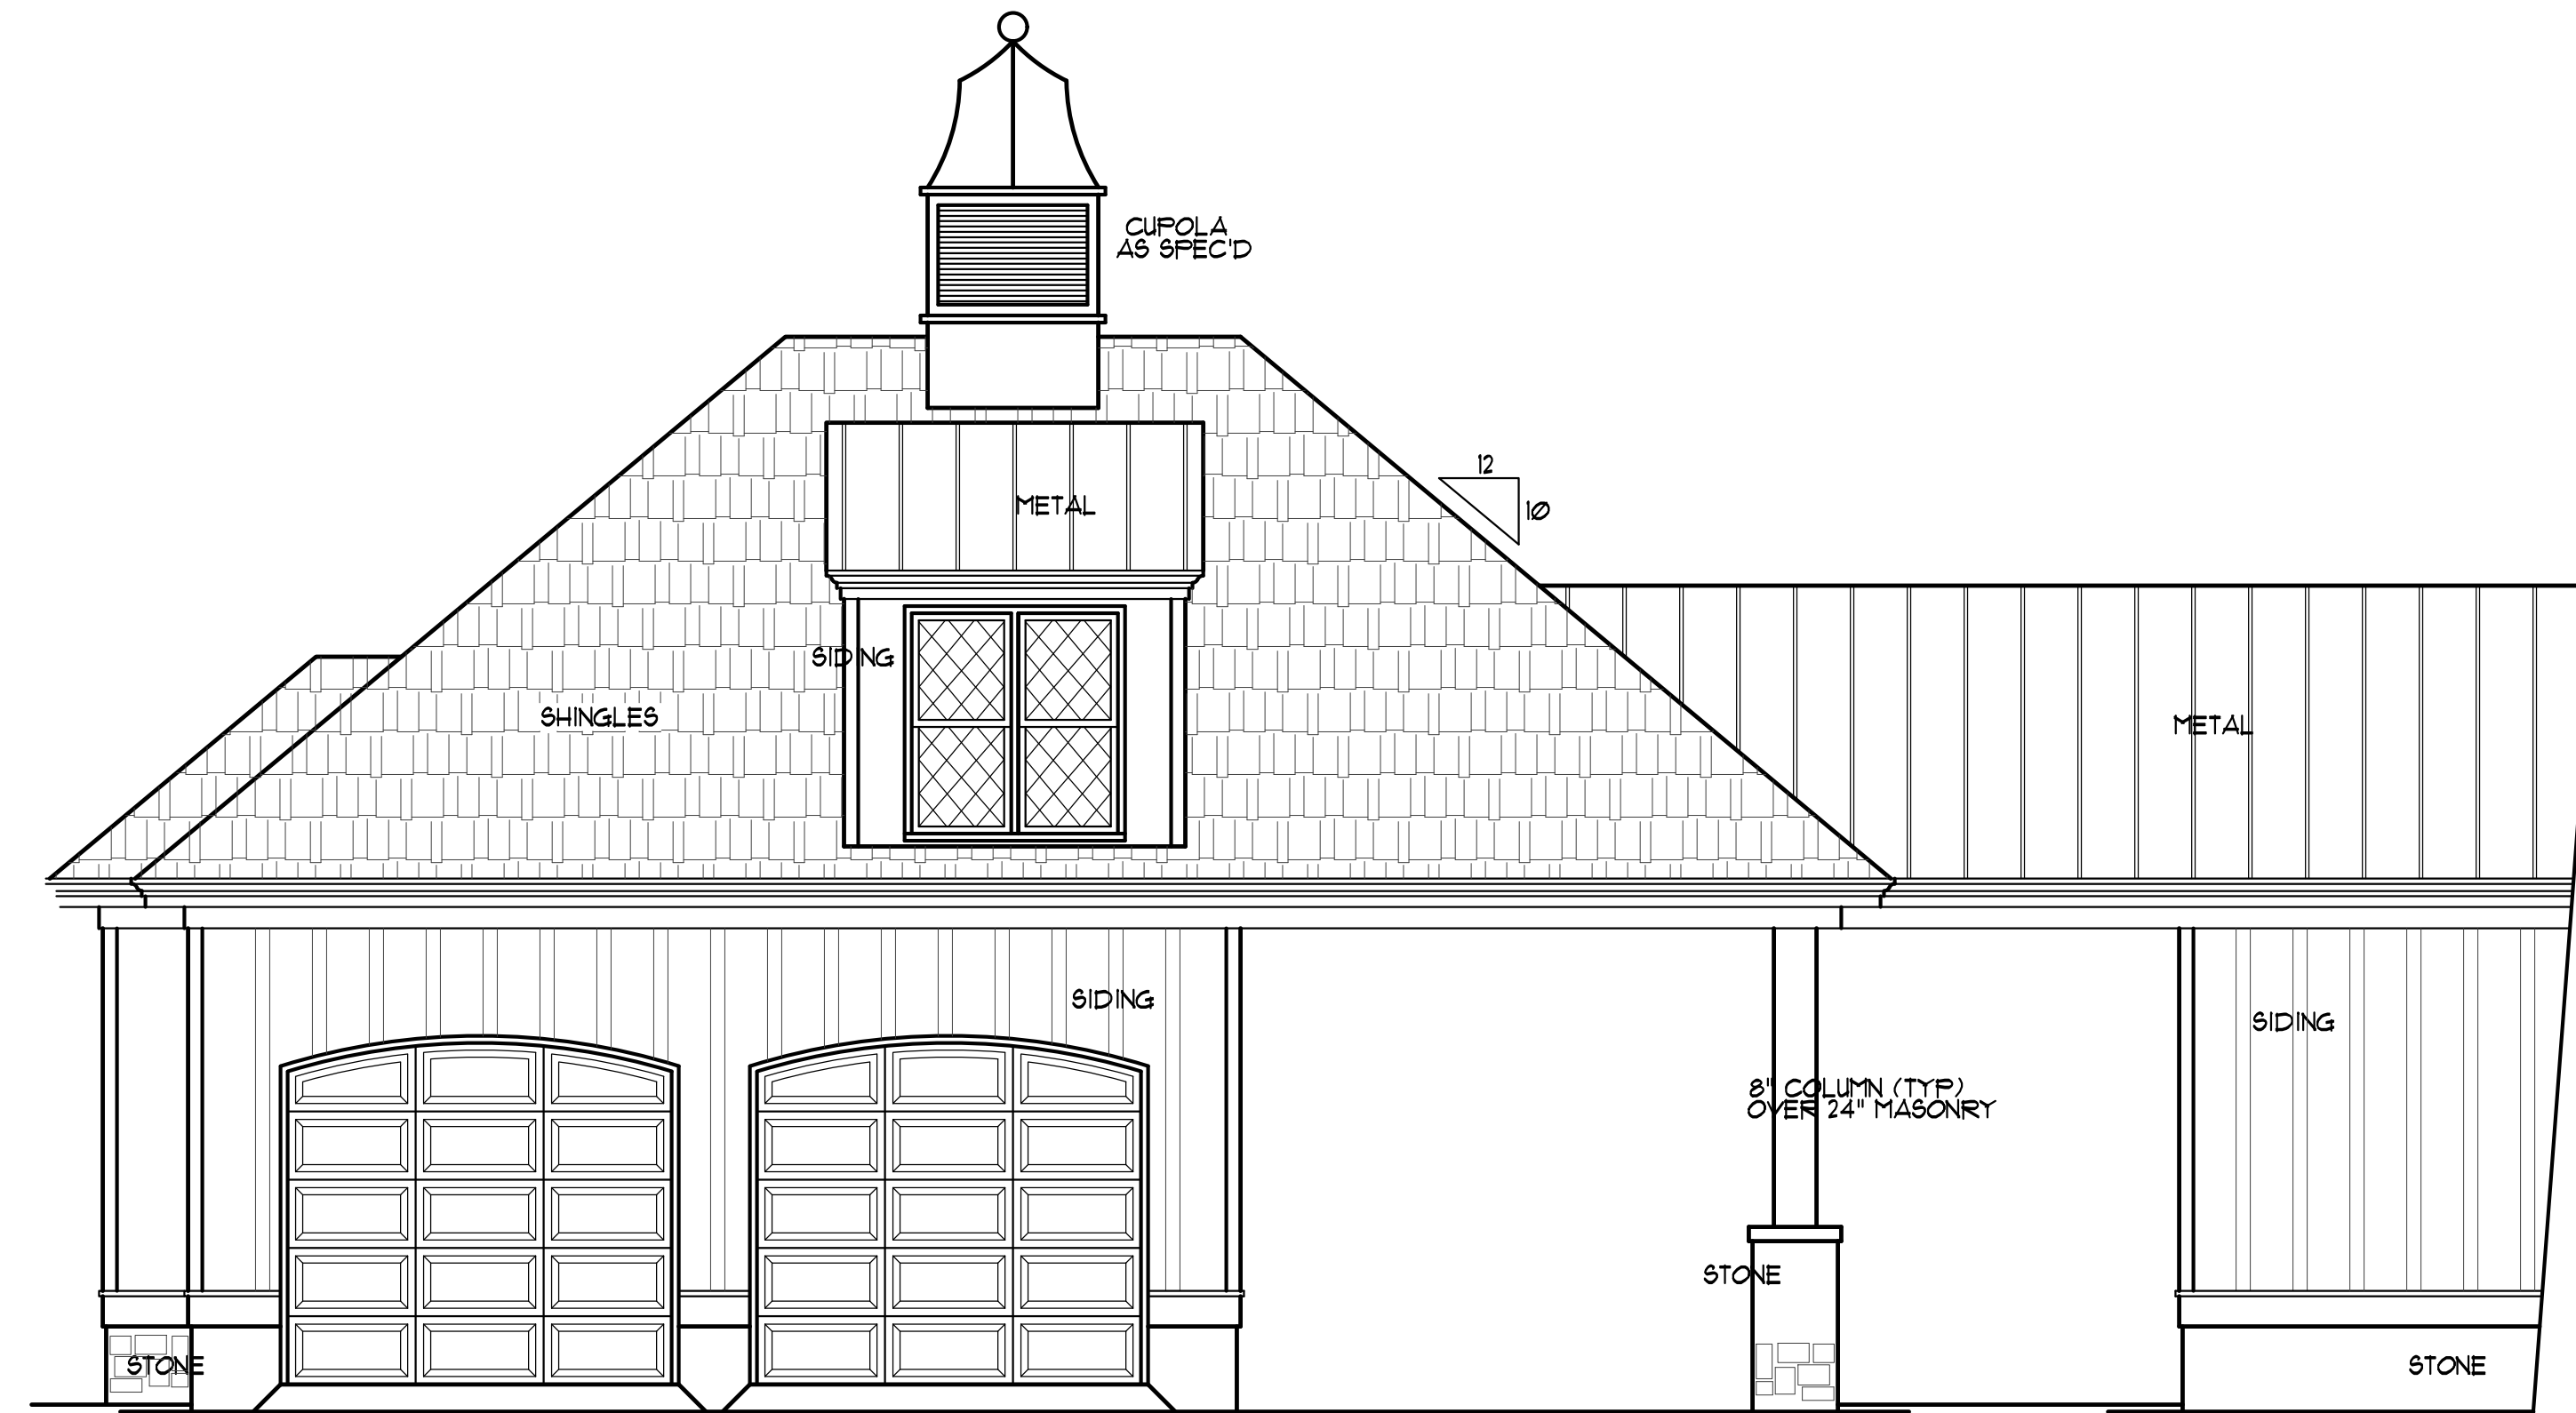 CUPOLA
AS SPEC'D
12
10
METAL
SIDING
SHINGLES
METAL
SIDING
SIDING
8" COLUMN (TYP)
OVER 24" MASONRY
STONE
STONE
STONE